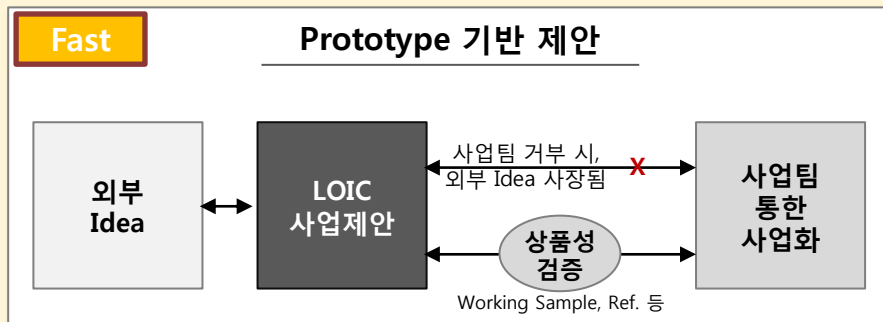 Fast
Prototype 기반 제안
외부
Idea
LOIC
사업제안
사업팀 거부 시,
외부 Idea 사장됨
X
상품성
검증
Working Sample, Ref. 등
사업팀
통한
사업화